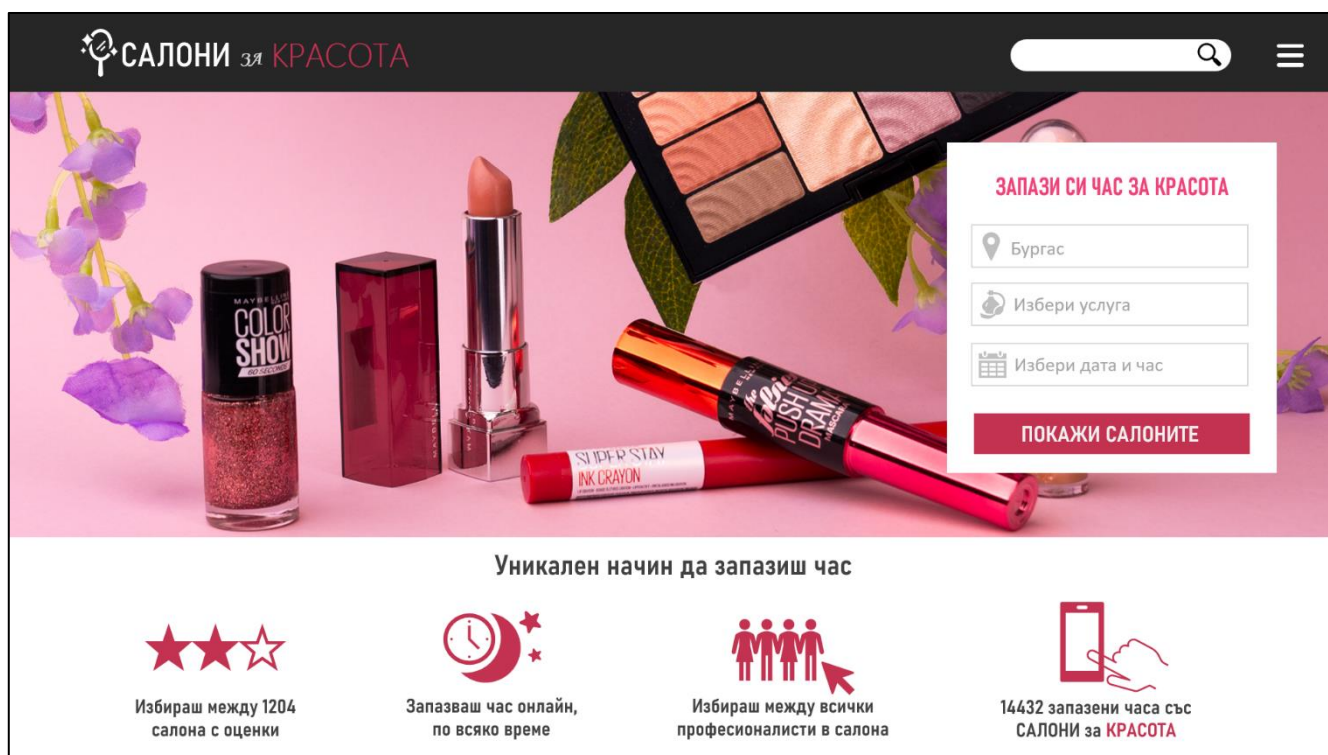 САЛОНИ за КРАСОТА
ЗАПАЗИ СИ ЧАС ЗА КРАСОТА
Бургас
Избери услуга
Избери дата и час
ПОКАЖИ САЛОНИТЕ
MAYBELLINE
COLOR
SHOW
60 SECONDS
SUPER STAY
INK CRAYON
MAYBELLINE
the Falsies
PUSH UP
DRAMA
MASCARA
Уникален начин да запазиш час
Избираш между 1204
салона с оценки
Запазваш час онлайн,
по всяко време
Избираш между всички
професионалисти в салона
14432 запазени часа със
САЛОНИ за КРАСОТА